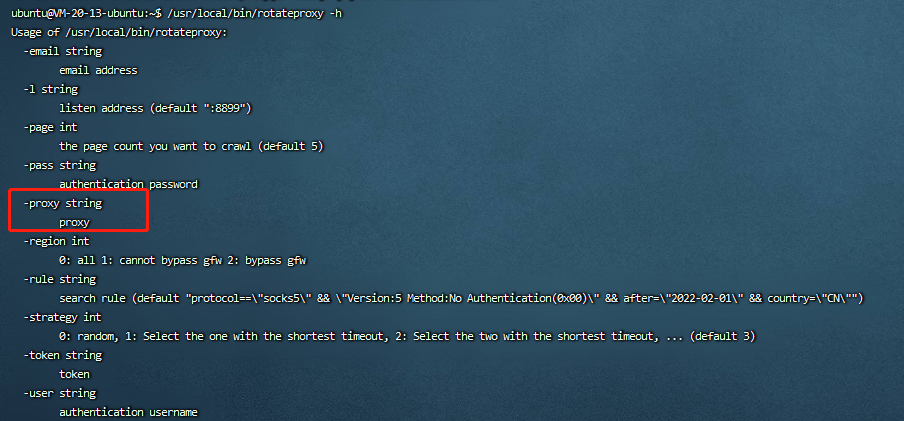 ubuntu@VM-20-13-ubuntu:~$ /usr/local/bin/rotateproxy -h
Usage of /usr/local/bin/rotateproxy:
-email string
email address
-l string
listen address (default ":8899")
-page int
the page count you want to crawl (default 5)
-pass string
authentication password
-proxy string
proxy
-region int
0: all 1: cannot bypass gfw 2: bypass gfw
-rule string
search rule (default "protocol==\"socks5\" && \"Version:5 Method:No Authentication(0x00)\" && after=\"2022-02-01\" && country=\"CN\"")
-strategy int
0: random, 1: Select the one with the shortest timeout, 2: Select the two with the shortest timeout, ... (default 3)
-token string
token
-user string
authentication username